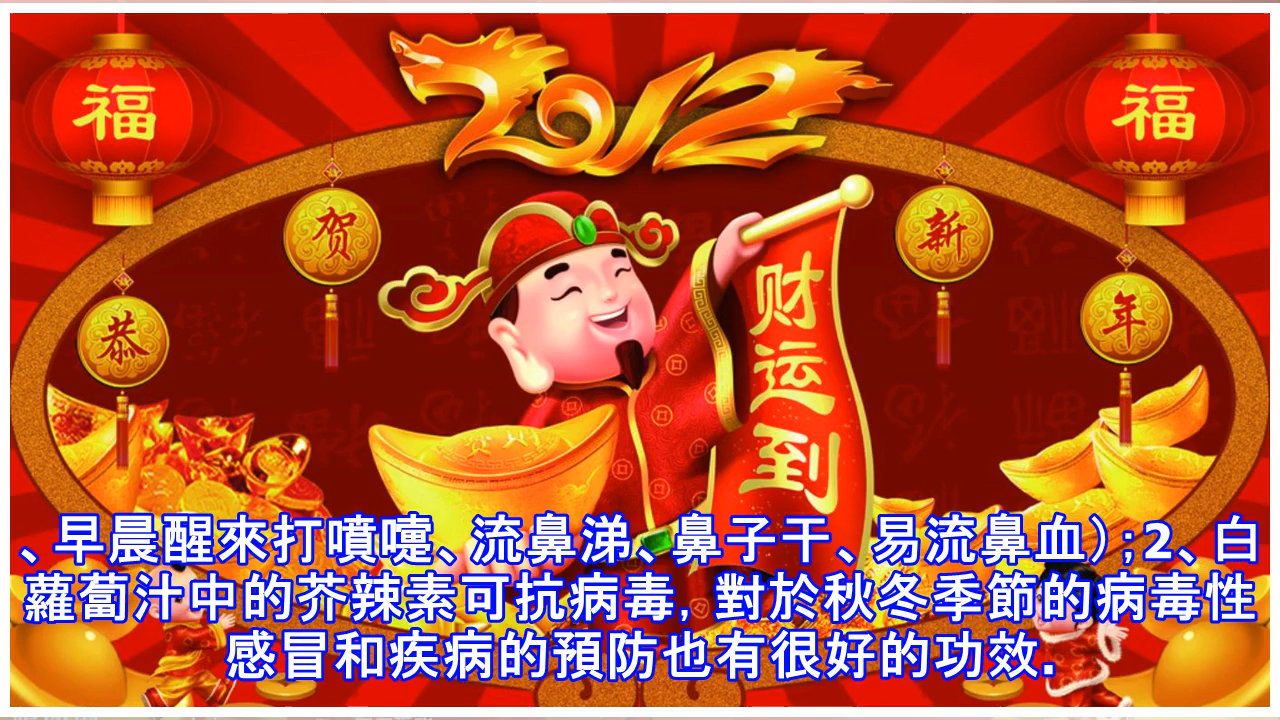 2012
福
福
贺
新
恭
年
财运到
、早晨醒來打噴嚏、流鼻涕、鼻子干、易流鼻血);2、白
蘿蔔汁中的芥辣素可抗病毒,對於秋冬季節的病毒性
感冒和疾病的預防也有很好的功效.